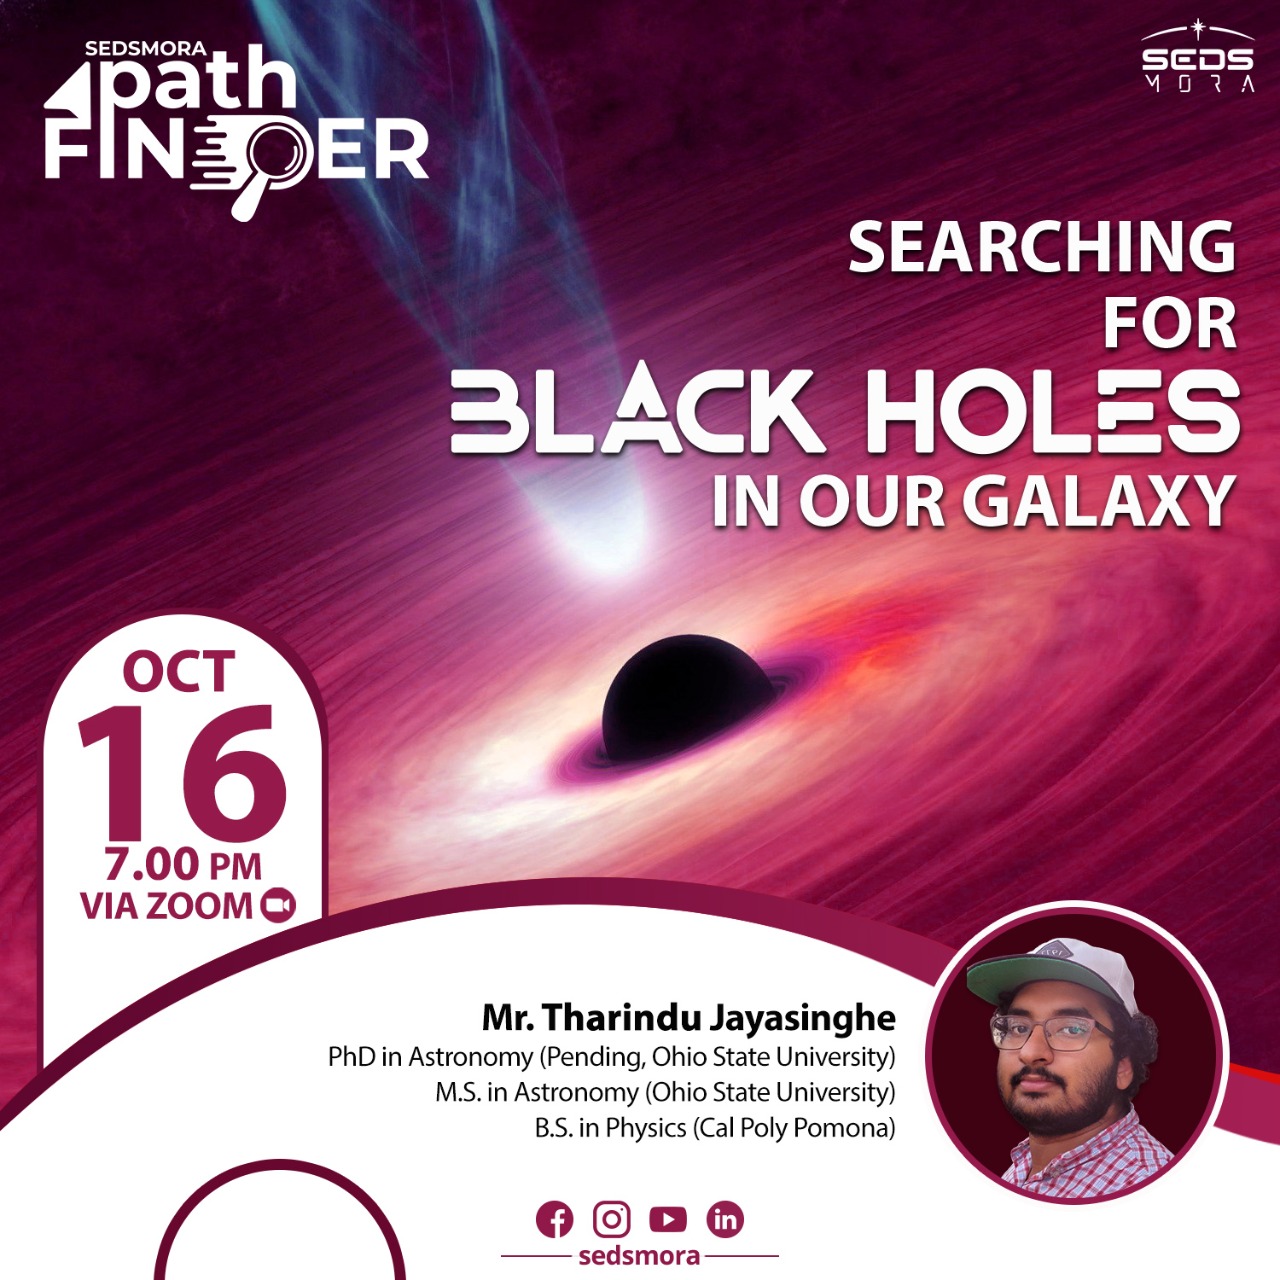 SEDSMORA
path
FINDER
SEDS
MORA
SEARCHING
FOR
BLACK HOLES
IN OUR GALAXY
OCT
16
7.00 PM
VIA ZOOM
Mr. Tharindu Jayasinghe
PhD in Astronomy (Pending, Ohio State University)
M.S. in Astronomy (Ohio State University)
B.S. in Physics (Cal Poly Pomona)
sedsmora